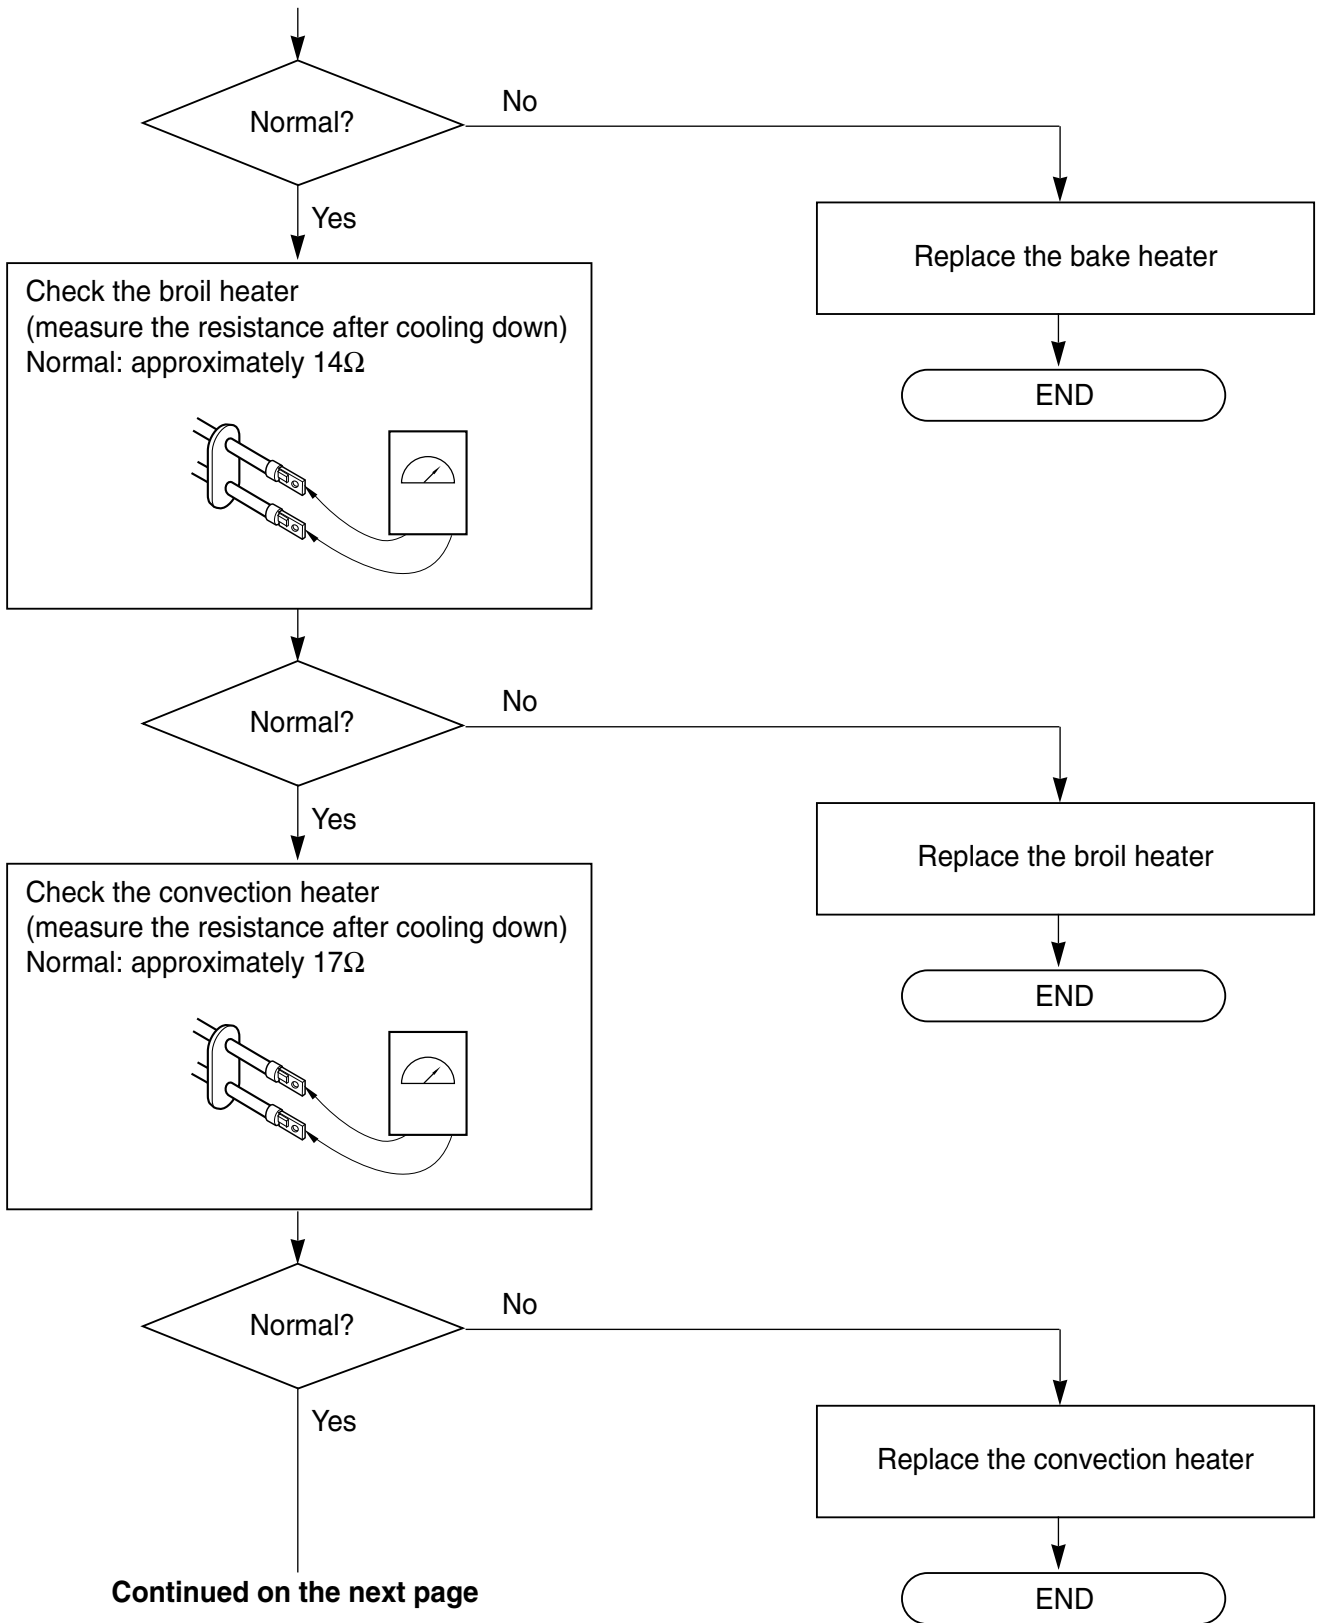 Normal?
No
Yes
Replace the bake heater
END
Check the broil heater
(measure the resistance after cooling down)
Normal: approximately 14Ω
Normal?
No
Yes
Replace the broil heater
END
Check the convection heater
(measure the resistance after cooling down)
Normal: approximately 17Ω
Normal?
No
Yes
Replace the convection heater
END
Continued on the next page